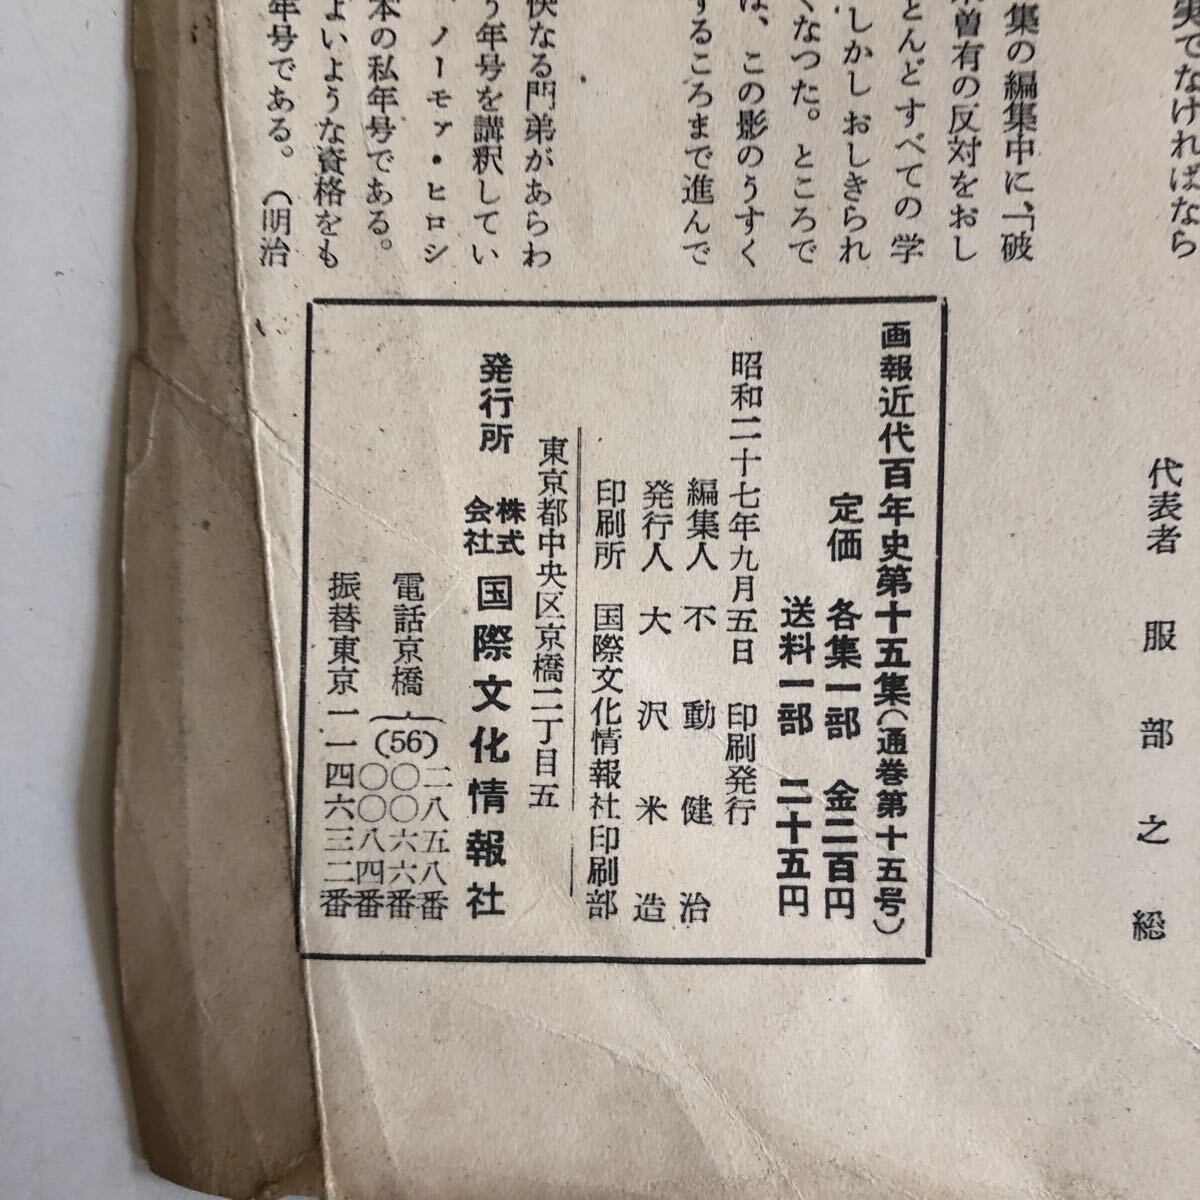 実でなければなら
代表者 服部之総
集の編集中に、「破
曽有の反対をおし
とんどすべての学
しかしおしきられ
くなつた。ところで
は、この影のうすく
するころまで進んで
快なる門弟があらわ
う年号を講釈してい
ノーモア・ヒロシ
本の私年号である。
よいような資格をも
年号である。（明治
画報近代百年史第十五集（通巻第十五号）
定価 各集一部 金二百円
送料一部 二十五円
昭和二十七年九月五日 印刷発行
編集人 不動健治
発行人 大沢米造
印刷所 国際文化情報社印刷部
東京都中央区京橋二丁目五
発行所 株式会社 国際文化情報社
電話京橋(56)二八五八番
〇〇六六番
〇〇八四番
振替東京一一四六三二番